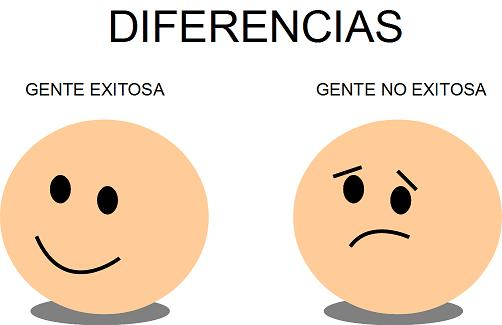 DIFERENCIAS
GENTE EXITOSA
GENTE NO EXITOSA